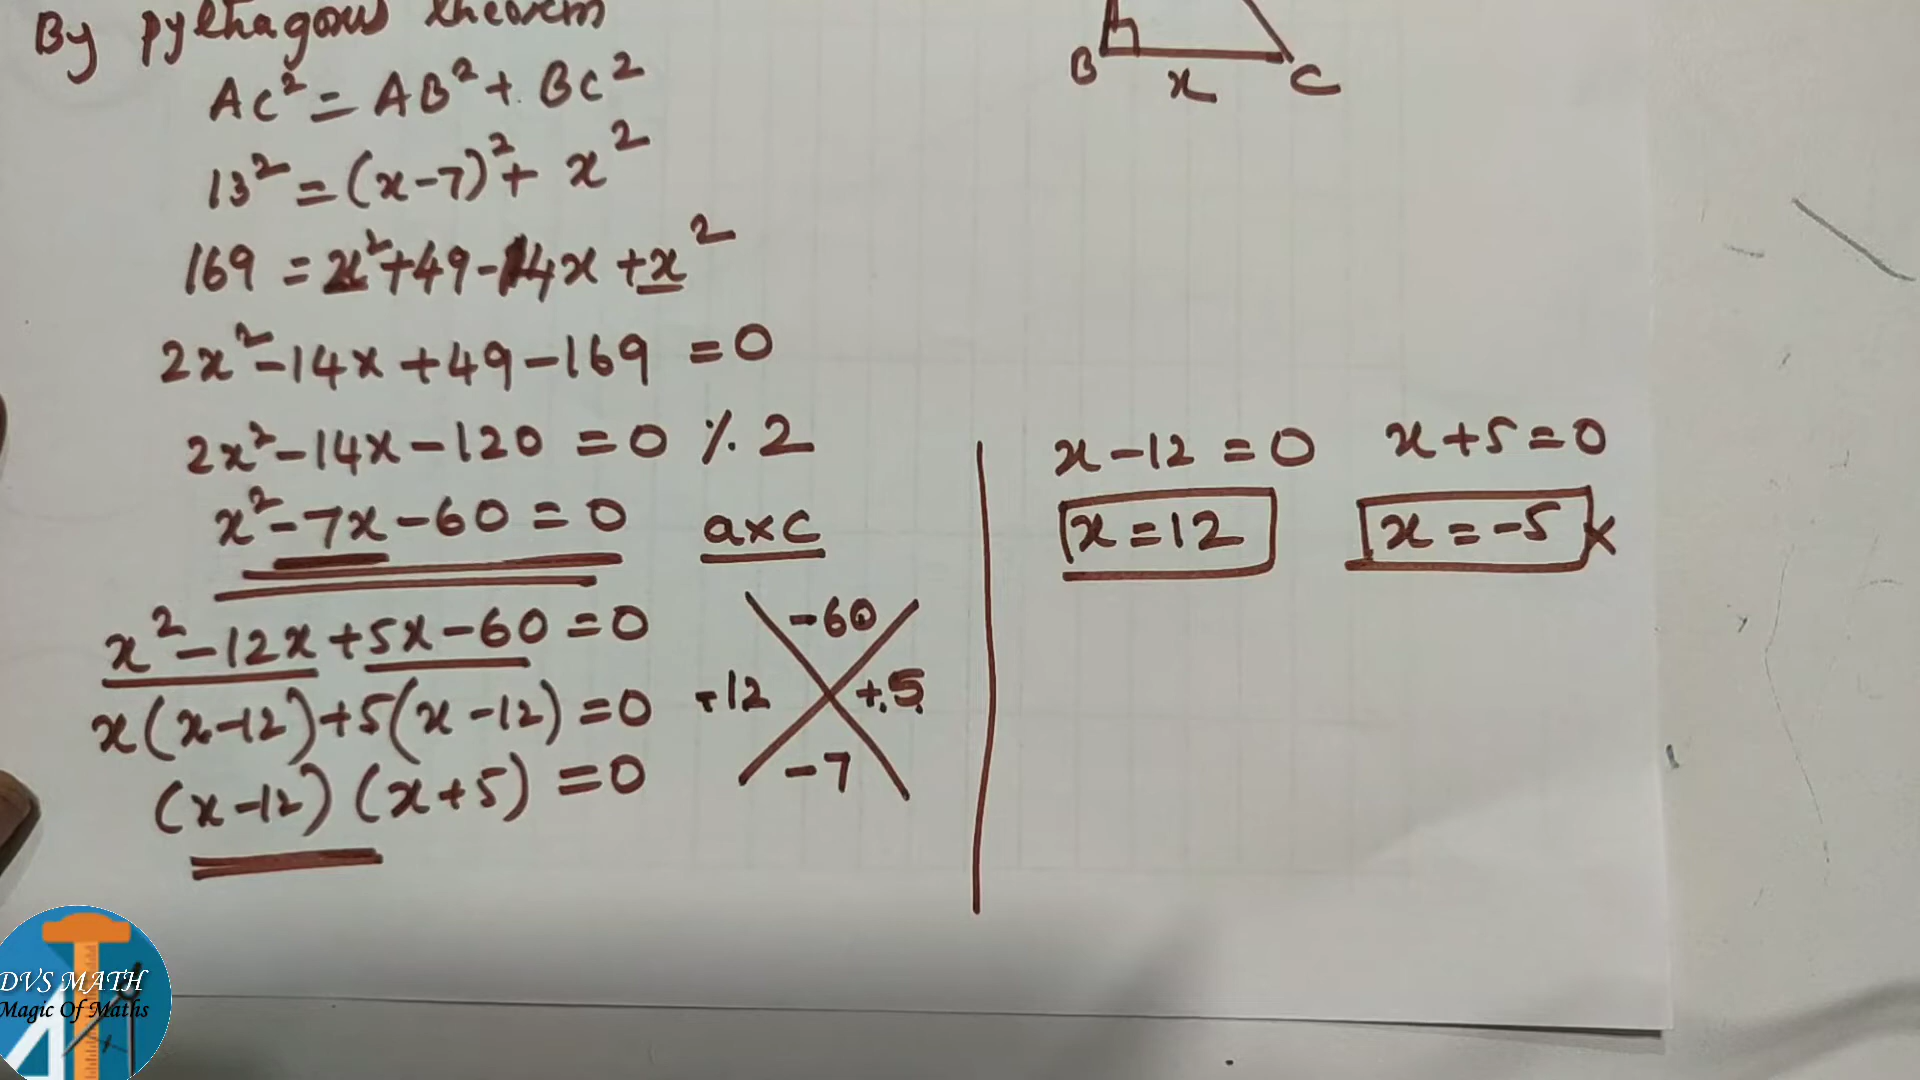 By pythagorus theorem
AC² = AB² + BC²
13² = (x-7)² + x²
169 = x² + 49 - 14x + x²
2x² - 14x + 49 - 169 = 0
2x² - 14x - 120 = 0 % 2
x² - 7x - 60 = 0
x² - 12x + 5x - 60 = 0
x(x-12) + 5(x-12) = 0
(x-12) (x+5) = 0
axc
-60
-12 +5
-7
B x C
x - 12 = 0 x + 5 = 0
x = 12 x = -5 x
DVS MATH
Magic Of Maths